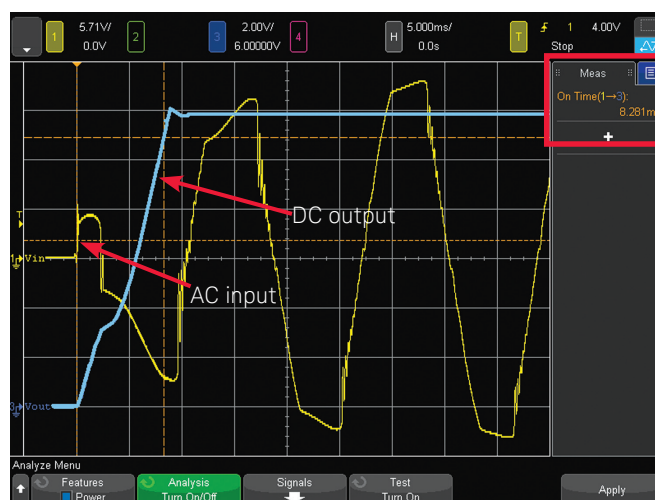 1 5.71V/ 0.0V
2
3 2.00V/ 6.00000V
4
H 5.000ms/ 0.0s
T 1 4.00V
Stop
Meas
On Time(1→3):
8.281m
+
T
DC output
1 Vin
AC input
3 Vout
Analyze Menu
Features
Power
Analysis
Turn On/Off
Signals
Test
Turn On
Apply